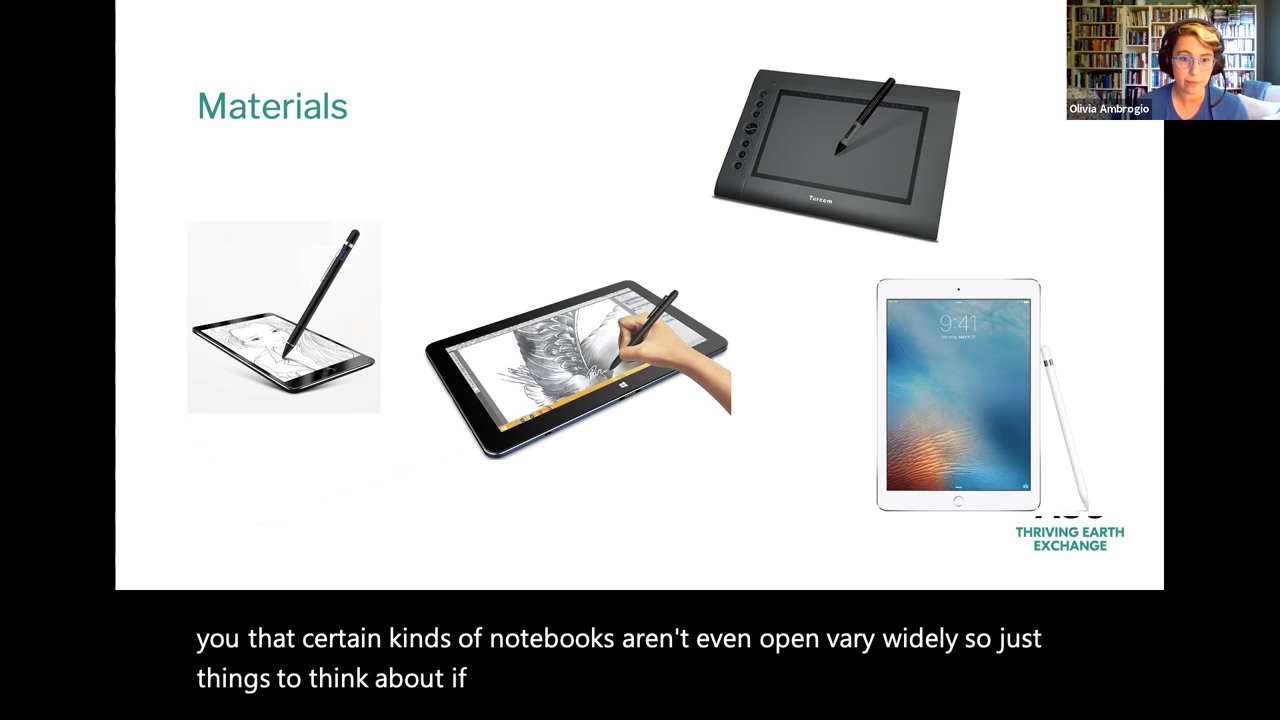 Materials
Olivia Ambrogio
Turcom
9:41
THRIVING EARTH
EXCHANGE
you that certain kinds of notebooks aren't even open vary widely so just
things to think about if